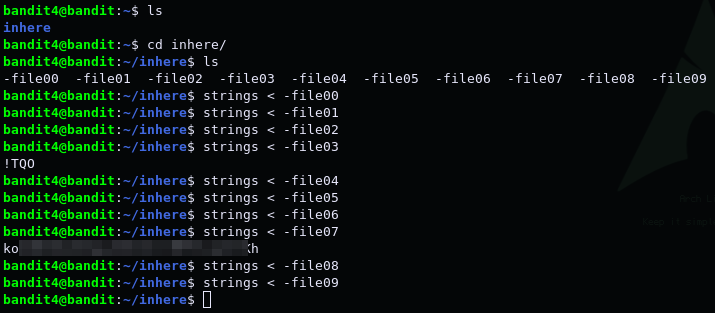 bandit4@bandit:~$ ls
inhere
bandit4@bandit:~$ cd inhere/
bandit4@bandit:~/inhere$ ls
-file00  -file01  -file02  -file03  -file04  -file05  -file06  -file07  -file08  -file09
bandit4@bandit:~/inhere$ strings < -file00
bandit4@bandit:~/inhere$ strings < -file01
bandit4@bandit:~/inhere$ strings < -file02
bandit4@bandit:~/inhere$ strings < -file03
!TQO
bandit4@bandit:~/inhere$ strings < -file04
bandit4@bandit:~/inhere$ strings < -file05
bandit4@bandit:~/inhere$ strings < -file06
bandit4@bandit:~/inhere$ strings < -file07
bandit4@bandit:~/inhere$ strings < -file08
bandit4@bandit:~/inhere$ strings < -file09
bandit4@bandit:~/inhere$